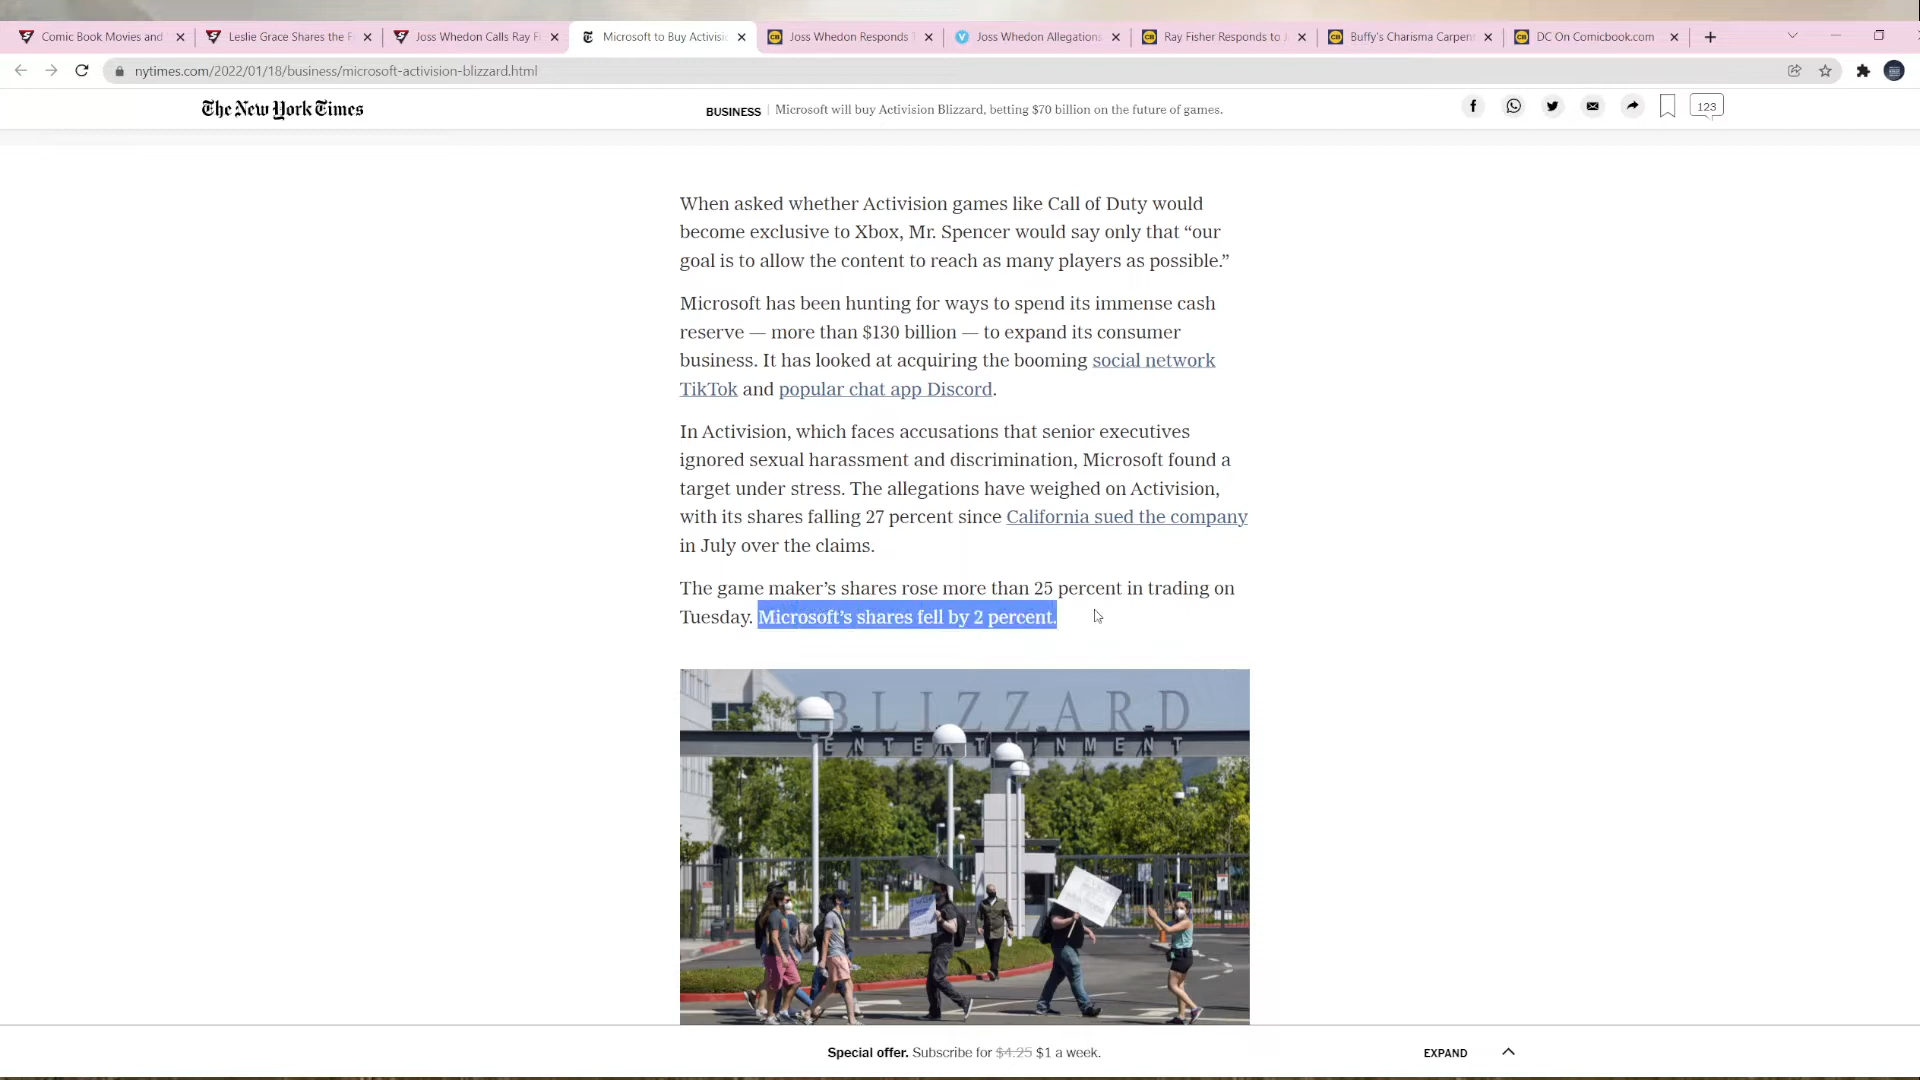 Comic Book Movies and
Leslie Grace Shares the F
Joss Whedon Calls Ray Fi
Microsoft to Buy Activisi
Joss Whedon Responds T
Joss Whedon Allegations
Ray Fisher Responds to J
Buffy's Charisma Carpent
DC On Comicbook.com
nytimes.com/2022/01/18/business/microsoft-activision-blizzard.html
The New York Times
BUSINESS Microsoft will buy Activision Blizzard, betting $70 billion on the future of games.
123
When asked whether Activision games like Call of Duty would
become exclusive to Xbox, Mr. Spencer would say only that “our
goal is to allow the content to reach as many players as possible.”
Microsoft has been hunting for ways to spend its immense cash
reserve — more than $130 billion — to expand its consumer
business. It has looked at acquiring the booming social network
TikTok and popular chat app Discord.
In Activision, which faces accusations that senior executives
ignored sexual harassment and discrimination, Microsoft found a
target under stress. The allegations have weighed on Activision,
with its shares falling 27 percent since California sued the company
in July over the claims.
The game maker’s shares rose more than 25 percent in trading on
Tuesday. Microsoft’s shares fell by 2 percent.
BLIZZARD
ENTERTAINMENT
Special offer. Subscribe for $4.25 $1 a week.
EXPAND